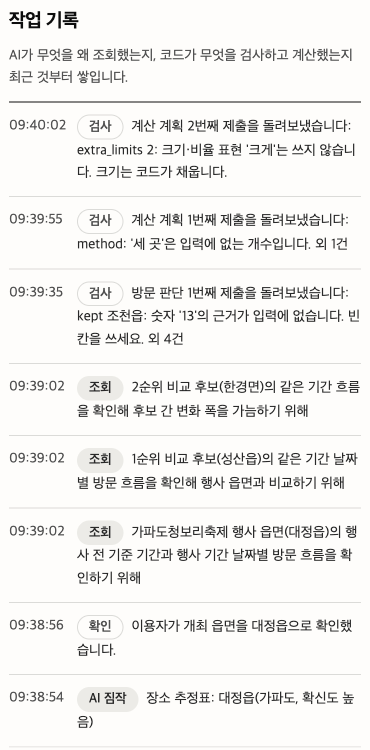 작업 기록
AI가 무엇을 왜 조회했는지, 코드가 무엇을 검사하고 계산했는지
최근 것부터 쌓입니다.
09:40:02 검사 계산 계획 2번째 제출을 돌려보냈습니다:
extra_limits 2: 크기·비율 표현 '크게'는 쓰지 않습니
다. 크기는 코드가 채웁니다.
09:39:55 검사 계산 계획 1번째 제출을 돌려보냈습니다:
method: '세 곳'은 입력에 없는 개수입니다. 외 1건
09:39:35 검사 방문 판단 1번째 제출을 돌려보냈습니다:
kept 조천읍: 숫자 '13'의 근거가 입력에 없습니다. 빈
칸을 쓰세요. 외 4건
09:39:02 조회 2순위 비교 후보(한경면)의 같은 기간 흐름
을 확인해 후보 간 변화 폭을 가늠하기 위해
09:39:02 조회 1순위 비교 후보(성산읍)의 같은 기간 날짜
별 방문 흐름을 확인해 행사 읍면과 비교하기 위해
09:39:02 조회 가파도청보리축제 행사 읍면(대정읍)의 행
사 전 기준 기간과 행사 기간 날짜별 방문 흐름을 확
인하기 위해
09:38:56 확인 이용자가 개최 읍면을 대정읍으로 확인했
습니다.
09:38:54 AI 짐작 장소 추정표: 대정읍(가파도, 확신도 높
음)